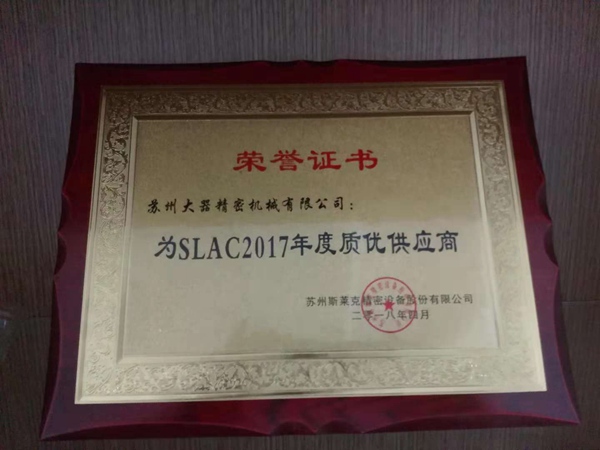 荣誉证书
苏州大器精密机械有限公司：
为SLAC2017年度质优供应商
苏州斯莱克精密设备股份有限公司
二零一八年四月